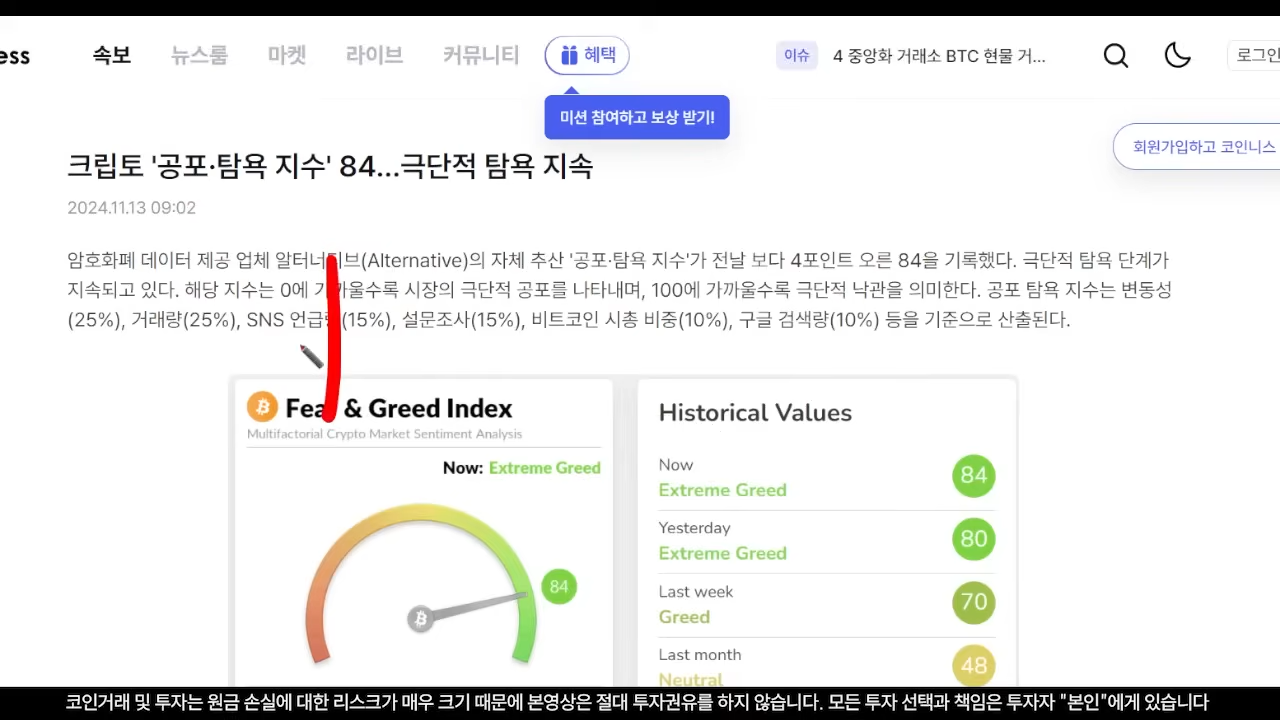 ess 속보 뉴스룸 마켓 라이브 커뮤니티 혜택 이슈 4 중앙화 거래소 BTC 현물 거... 로그인
미션 참여하고 보상 받기!
회원가입하고 코인니스
크립토 '공포·탐욕 지수' 84...극단적 탐욕 지속
2024.11.13 09:02
암호화폐 데이터 제공 업체 알터너티브(Alternative)의 자체 추산 '공포·탐욕 지수'가 전날 보다 4포인트 오른 84을 기록했다. 극단적 탐욕 단계가
지속되고 있다. 해당 지수는 0에 가까울수록 시장의 극단적 공포를 나타내며, 100에 가까울수록 극단적 낙관을 의미한다. 공포 탐욕 지수는 변동성
(25%), 거래량(25%), SNS 언급량(15%), 설문조사(15%), 비트코인 시총 비중(10%), 구글 검색량(10%) 등을 기준으로 산출된다.
Fear & Greed Index
Multifactorial Crypto Market Sentiment Analysis
Now: Extreme Greed
84
Historical Values
Now
Extreme Greed
84
Yesterday
Extreme Greed
80
Last week
Greed
70
Last month
Neutral
48
코인거래 및 투자는 원금 손실에 대한 리스크가 매우 크기 때문에 본영상은 절대 투자권유를 하지 않습니다. 모든 투자 선택과 책임은 투자자 "본인"에게 있습니다